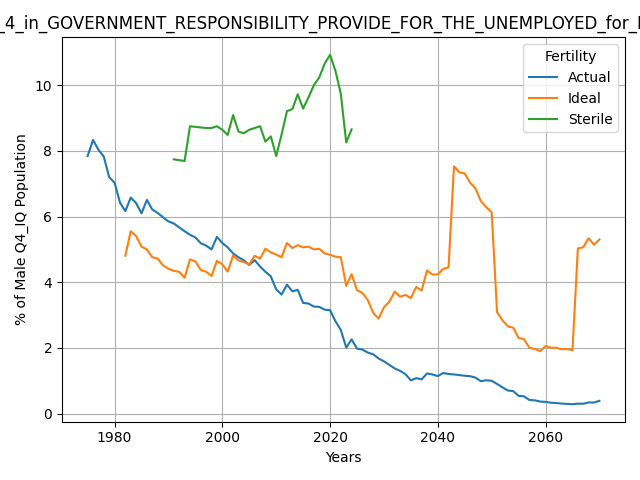 _4_in_GOVERNMENT_RESPONSIBILITY_PROVIDE_FOR_THE_UNEMPLOYED_for_
Fertility
Actual
Ideal
Sterile
% of Male Q4_IQ Population
10
8
6
4
2
0
1980
2000
2020
2040
2060
Years